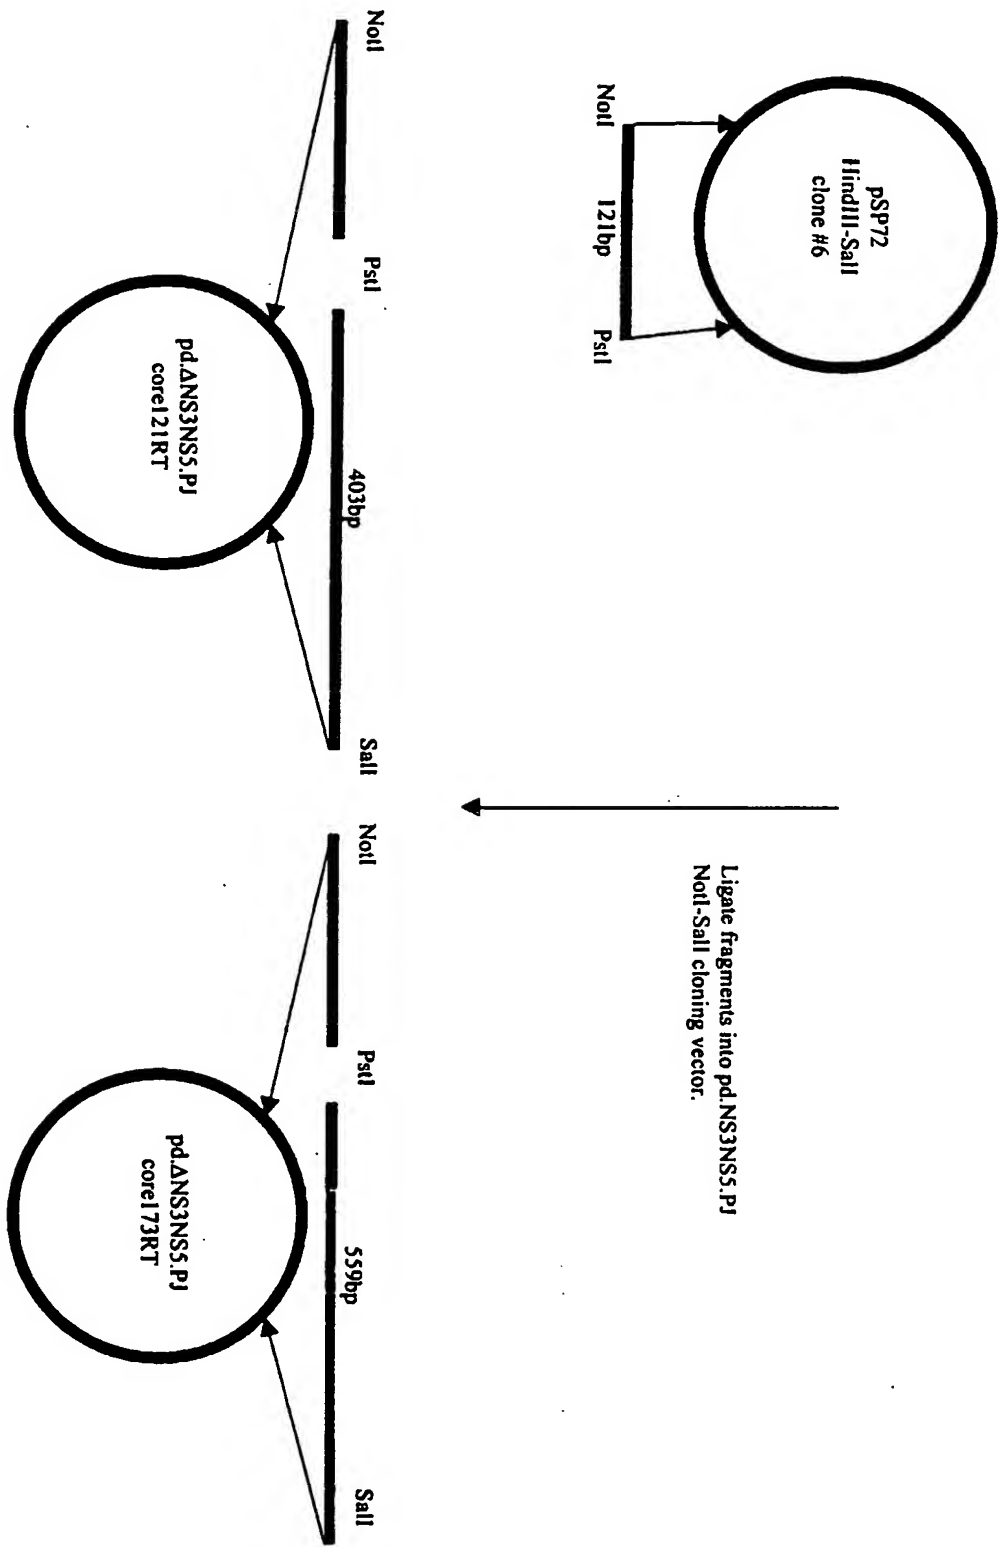 pSP72
HindIII-SalI
clone #6
NotI
121bp
PstI
Ligate fragments into pd.NS3NS5.PJ
NotI-SalI cloning vector.
NotI
PstI
403bp
SalI
pd.ΔNS3NS5.PJ
core121RT
NotI
PstI
559bp
SalI
pd.ΔNS3NS5.PJ
core173RT